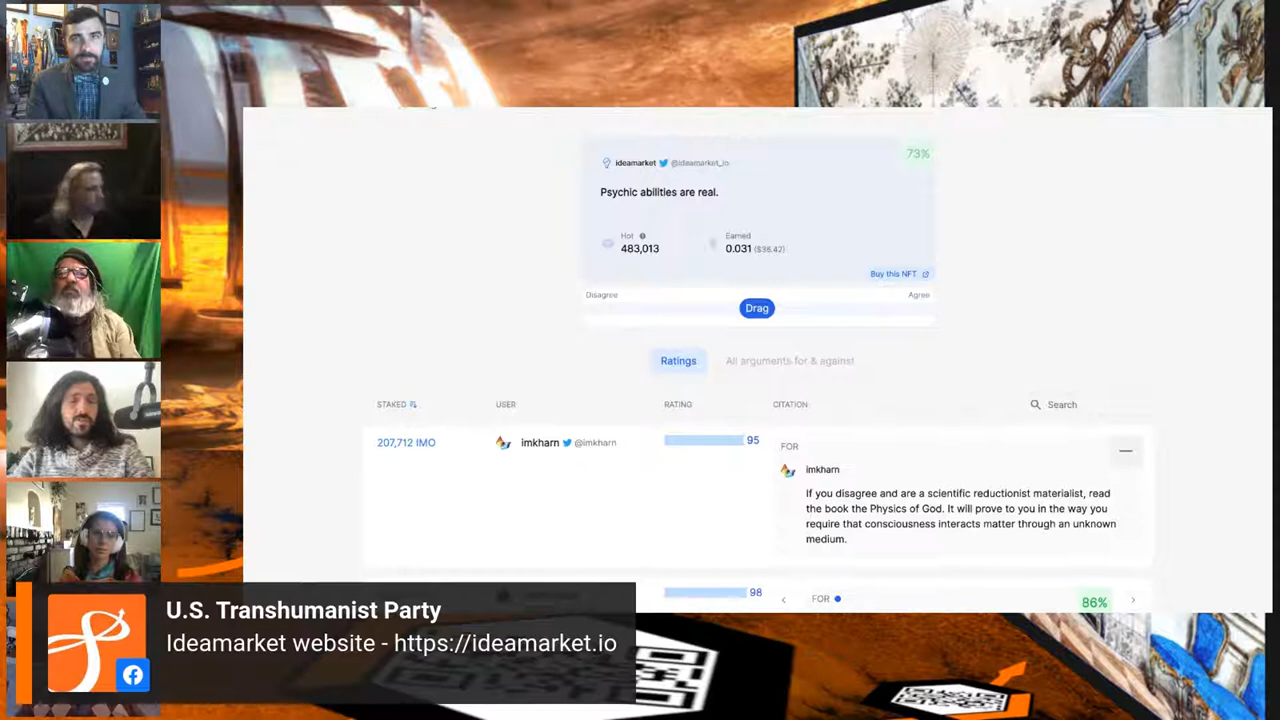 ideamarket @ideamarket_io
73%
Psychic abilities are real.
Hot
Earned
483,013
0.031 ($36.42)
Buy this NFT
Disagree
Agree
Drag
Ratings
All arguments for & against
STAKED
USER
RATING
CITATION
Search
207,712 IMO
imkharn @imkharn
95
FOR
imkharn
If you disagree and are a scientific reductionist materialist, read
the book the Physics of God. It will prove to you in the way you
require that consciousness interacts matter through an unknown
medium.
98
FOR
86%
U.S. Transhumanist Party
Ideamarket website - https://ideamarket.io